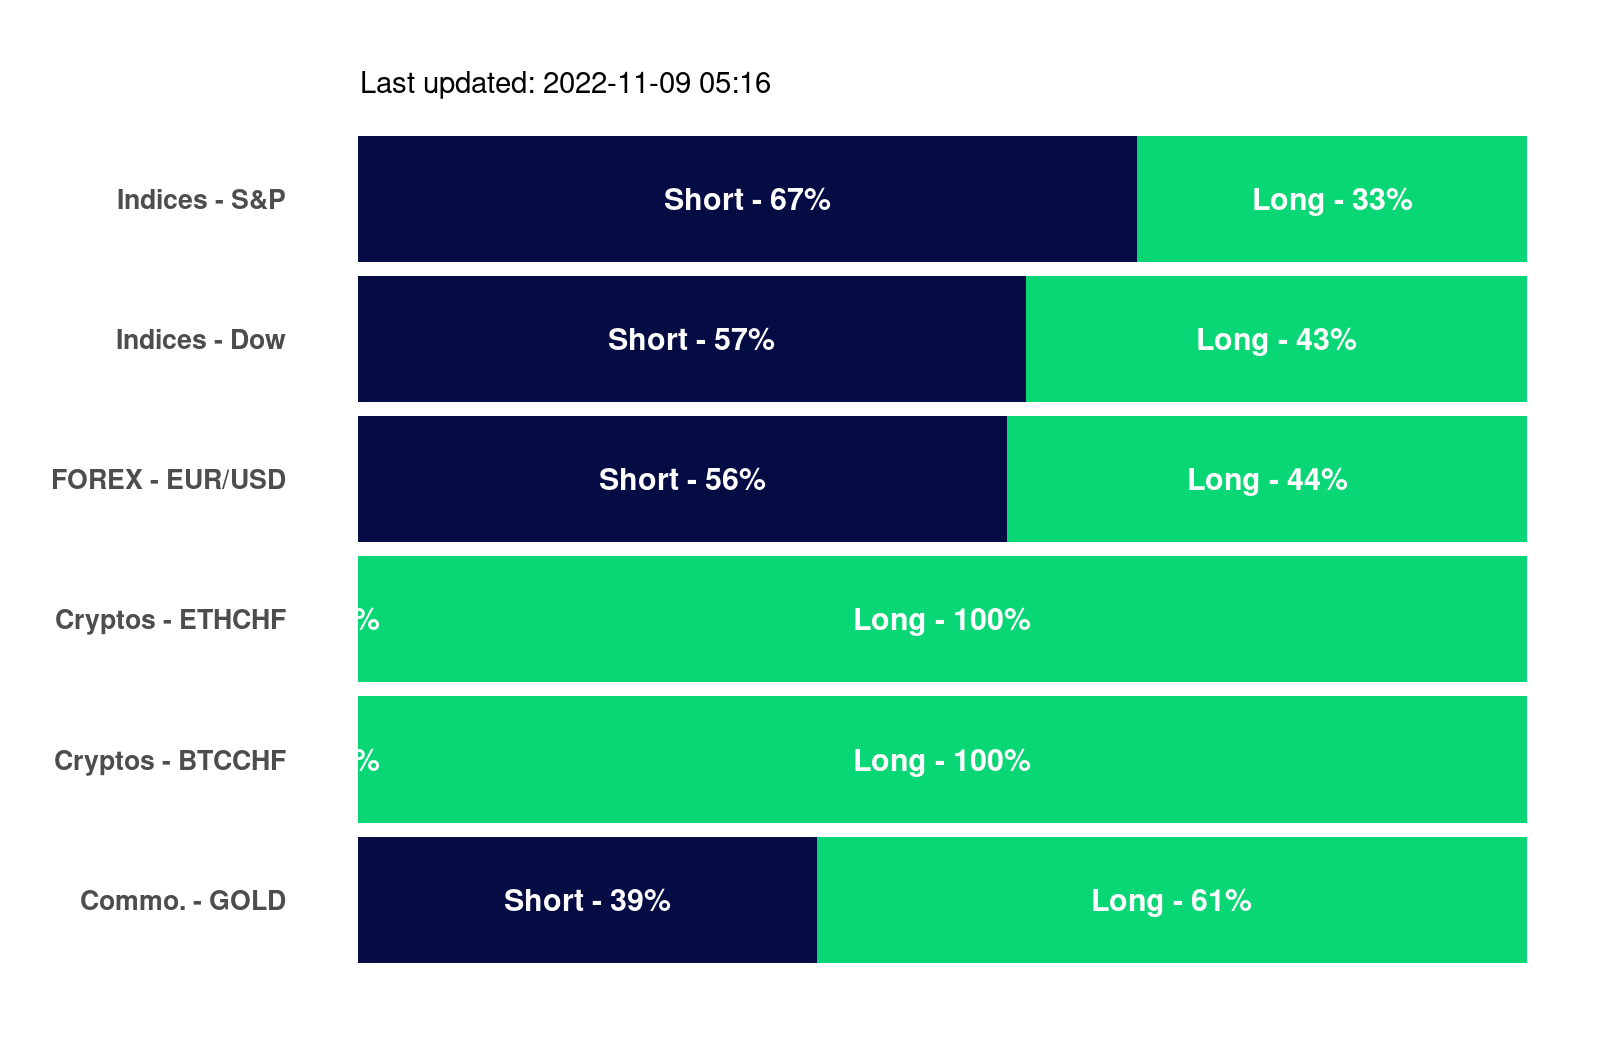 Last updated: 2022-11-09 05:16
Indices - S&P Short - 67% Long - 33%
Indices - Dow Short - 57% Long - 43%
FOREX - EUR/USD Short - 56% Long - 44%
Cryptos - ETHCHF % Long - 100%
Cryptos - BTCCHF % Long - 100%
Commo. - GOLD Short - 39% Long - 61%